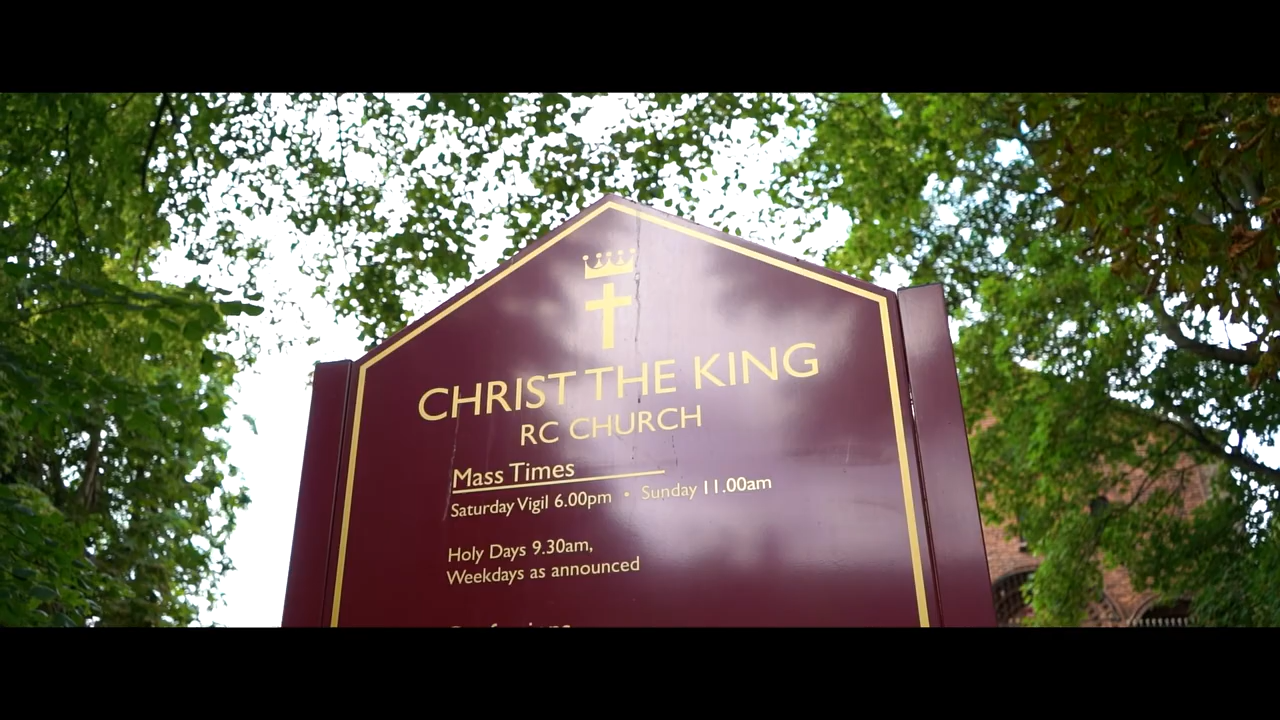 CHRIST THE KING
RC CHURCH
Mass Times
Saturday Vigil 6.00pm • Sunday 11.00am
Holy Days 9.30am,
Weekdays as announced